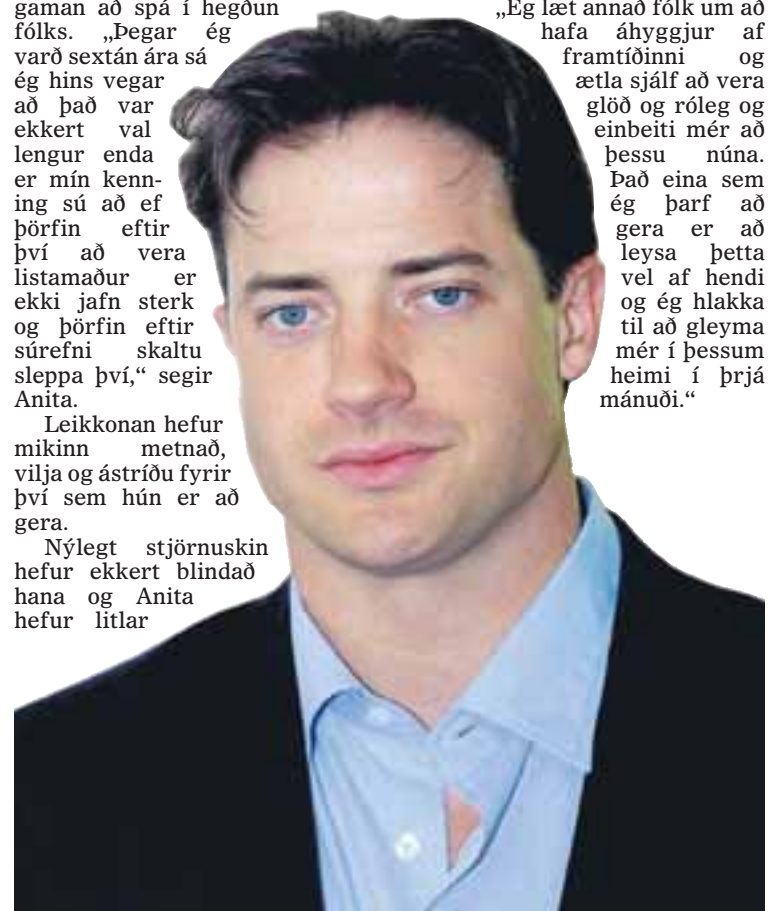 gaman að spá í hegðun
fólks. „Þegar ég
varð sextán ára sá
ég hins vegar
að það var
ekkert val
lengur enda
er mín kenn-
ing sú að ef
þörfin eftir
því að vera
listamaður er
ekki jafn sterk
og þörfin eftir
súrefni skaltu
sleppa því,“ segir
Anita.
Leikkonan hefur
mikinn metnað,
vilja og ástríðu fyrir
því sem hún er að
gera.
Nýlegt stjörnuskin
hefur ekkert blindað
hana og Anita
hefur litlar
„Ég læt annað fólk um að
hafa áhyggjur af
framtíðinni og
ætla sjálf að vera
glöð og róleg og
einbeiti mér að
þessu núna.
Það eina sem
ég þarf að
gera er að
leysa þetta
vel af hendi
og ég hlakka
til að gleyma
mér í þessum
heimi í þrjá
mánuði.“